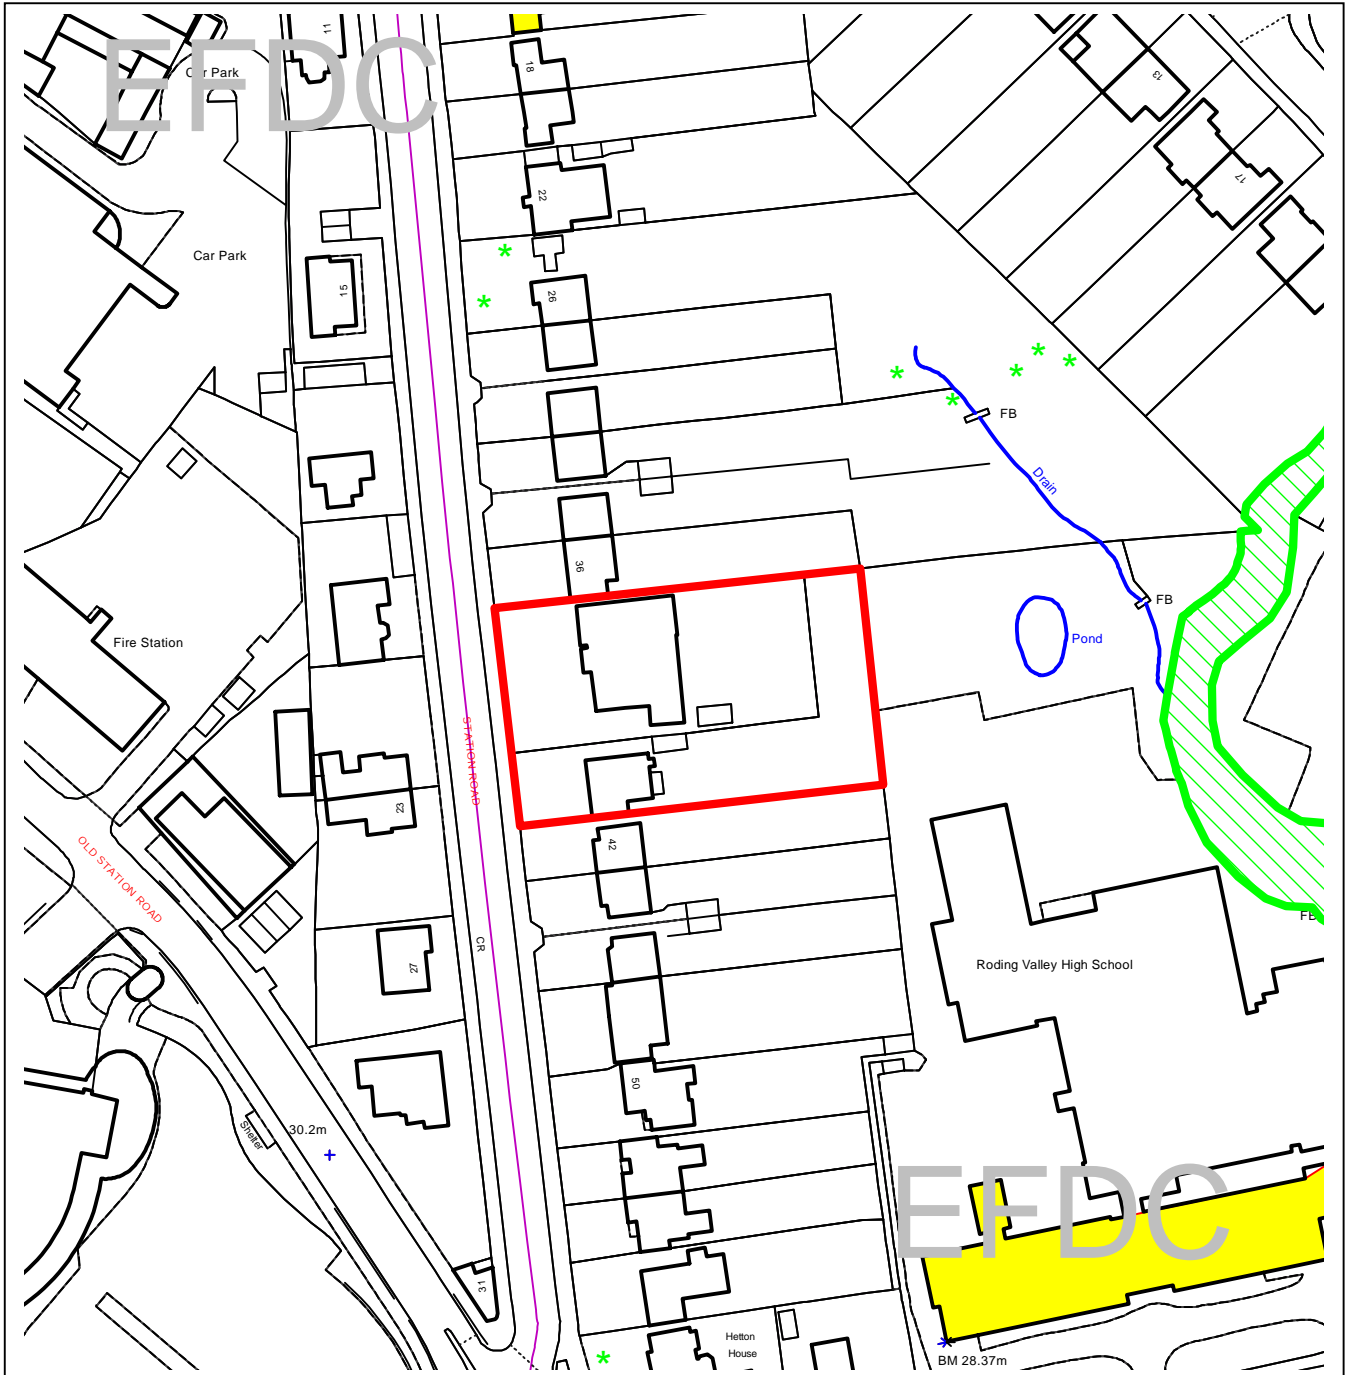 EFDC
Car Park
11
18
13
17
22
Car Park
15
26
FB
Drain
36
FB
Fire Station
Pond
STATION ROAD
23
42
OLD STATION ROAD
FB
CR
27
Roding Valley High School
50
30.2m
Shelter
EFDC
31
Hetton
House
BM 28.37m